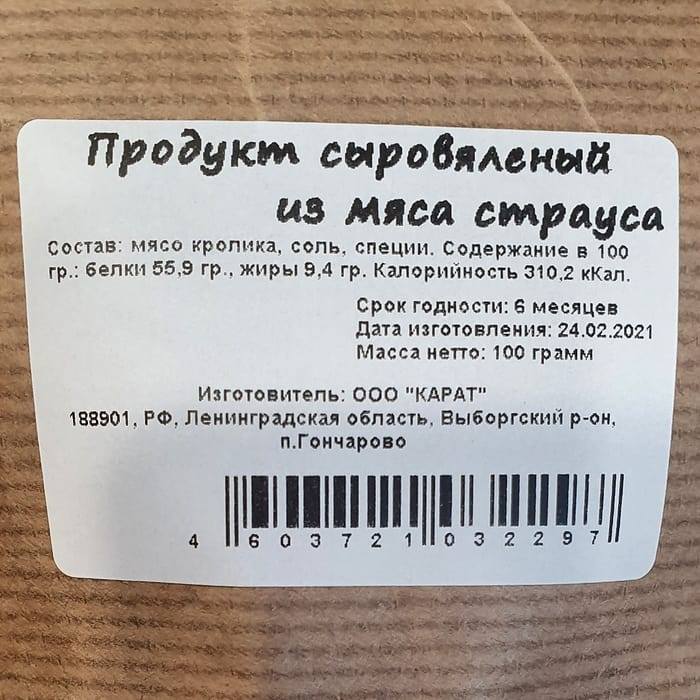 Продукт сыровяленый
из мяса страуса
Состав: мясо кролика, соль, специи. Содержание в 100
гр.: белки 55,9 гр., жиры 9,4 гр. Калорийность 310,2 кКал.
Срок годности: 6 месяцев
Дата изготовления: 24.02.2021
Масса нетто: 100 грамм
Изготовитель: ООО "КАРАТ"
188901, РФ, Ленинградская область, Выборгский р-он,
п.Гончарово
4 603721 032297